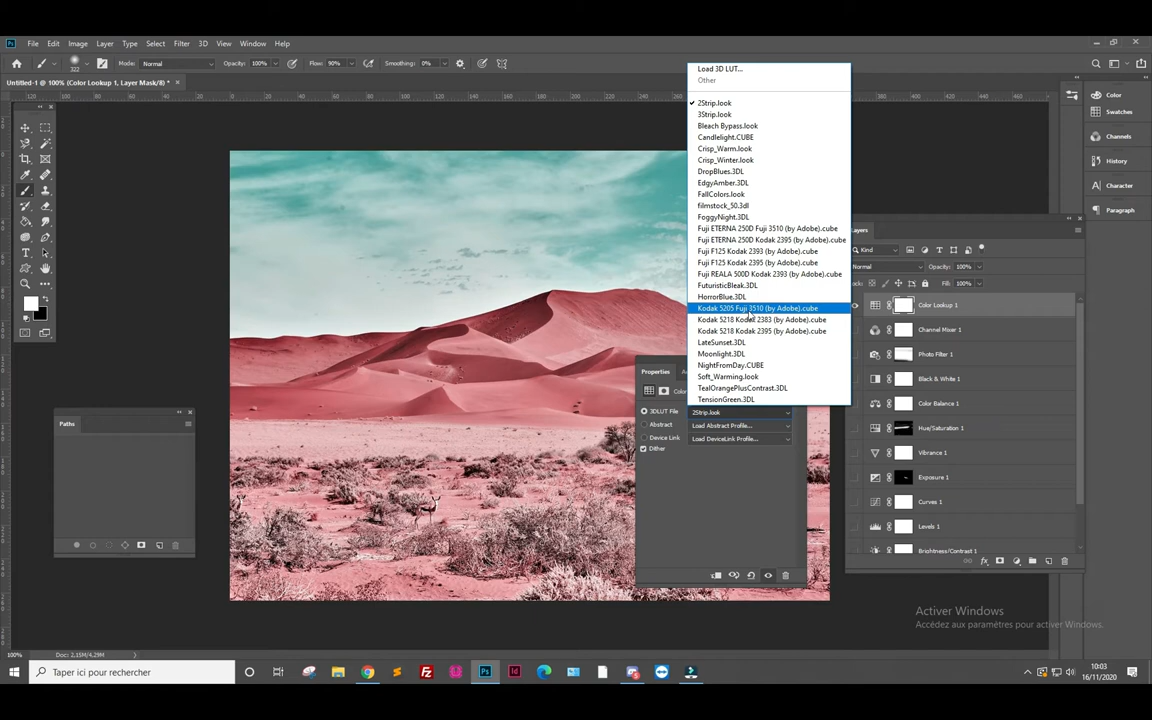 Ps File Edit Image Layer Type Select Filter 3D View Window Help
322 Mode: Normal Opacity: 100% Flow: 90% Smoothing: 0%
Untitled-1 @ 100% (Color Lookup 1, Layer Mask/8) * ×
Load 3D LUT...
Other
2Strip.look
3Strip.look
Bleach Bypass.look
Candlelight.CUBE
Crisp_Warm.look
Crisp_Winter.look
DropBlues.3DL
EdgyAmber.3DL
FallColors.look
filmstock_50.3dl
FoggyNight.3DL
Fuji ETERNA 250D Fuji 3510 (by Adobe).cube
Fuji ETERNA 250D Kodak 2395 (by Adobe).cube
Fuji F125 Kodak 2393 (by Adobe).cube
Fuji F125 Kodak 2395 (by Adobe).cube
Fuji REALA 500D Kodak 2393 (by Adobe).cube
FuturisticBleak.3DL
HorrorBlue.3DL
Kodak 5205 Fuji 3510 (by Adobe).cube
Kodak 5218 Kodak 2383 (by Adobe).cube
Kodak 5218 Kodak 2395 (by Adobe).cube
LateSunset.3DL
Moonlight.3DL
NightFromDay.CUBE
Soft_Warming.look
TealOrangePlusContrast.3DL
TensionGreen.3DL
Properties
3DLUT File 2Strip.look
Abstract Load Abstract Profile...
Device Link Load DeviceLink Profile...
Dither
Paths
Color
Swatches
Channels
History
Character
Paragraph
Layers
Kind
Normal Opacity: 100%
Fill: 100%
Color Lookup 1
Channel Mixer 1
Photo Filter 1
Black & White 1
Color Balance 1
Hue/Saturation 1
Vibrance 1
Exposure 1
Curves 1
Levels 1
Brightness/Contrast 1
Activer Windows
Accédez aux paramètres pour activer Windows.
100% Doc: 2,15M/4,29M
Taper ici pour rechercher
10:03
16/11/2020